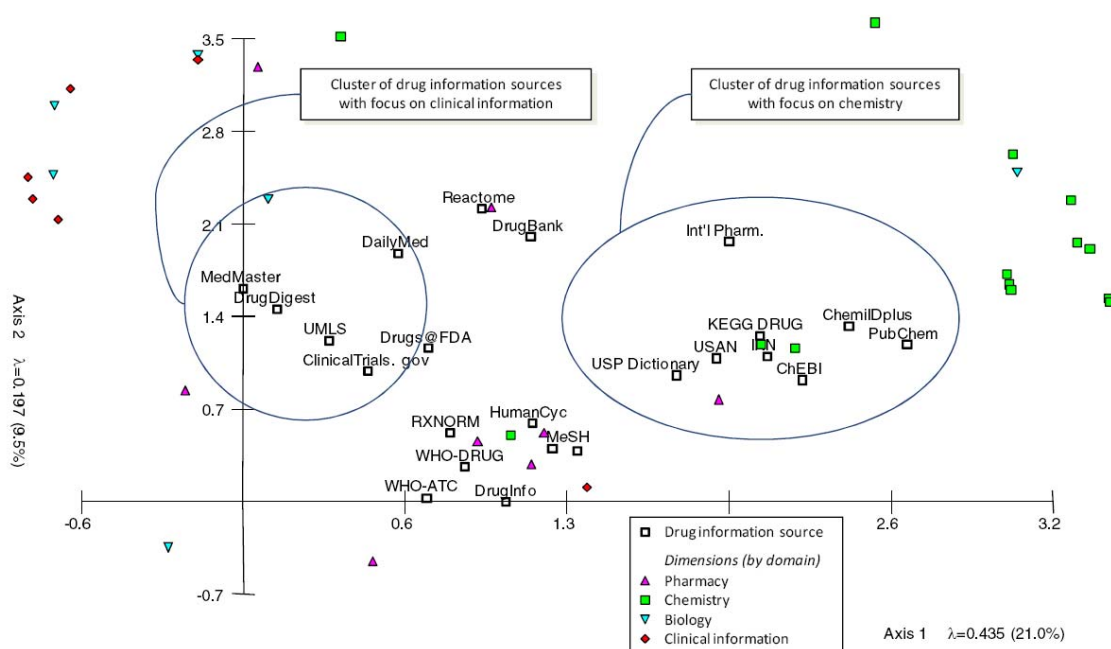 3.5
Cluster of drug information sources
with focus on clinical information
Cluster of drug information sources
with focus on chemistry
2.8
Reactome
2.1
DrugBank
Int'l Pharm.
DailyMed
MedMaster
DrugDigest
1.4
UMLS
Drugs@FDA
ClinicalTrials. gov
ChemIDplus
KEGG DRUG
PubChem
USAN
USP Dictionary
ChEBI
Axis 2 λ=0.197 (9.5%)
0.7
RXNORM
HumanCyc
MeSH
WHO-DRUG
WHO-ATC
DrugInfo
-0.6
0.6
1.3
2.6
3.2
-0.7
Drug information source
Dimensions (by domain)
Pharmacy
Chemistry
Biology
Clinical information
Axis 1 λ=0.435 (21.0%)